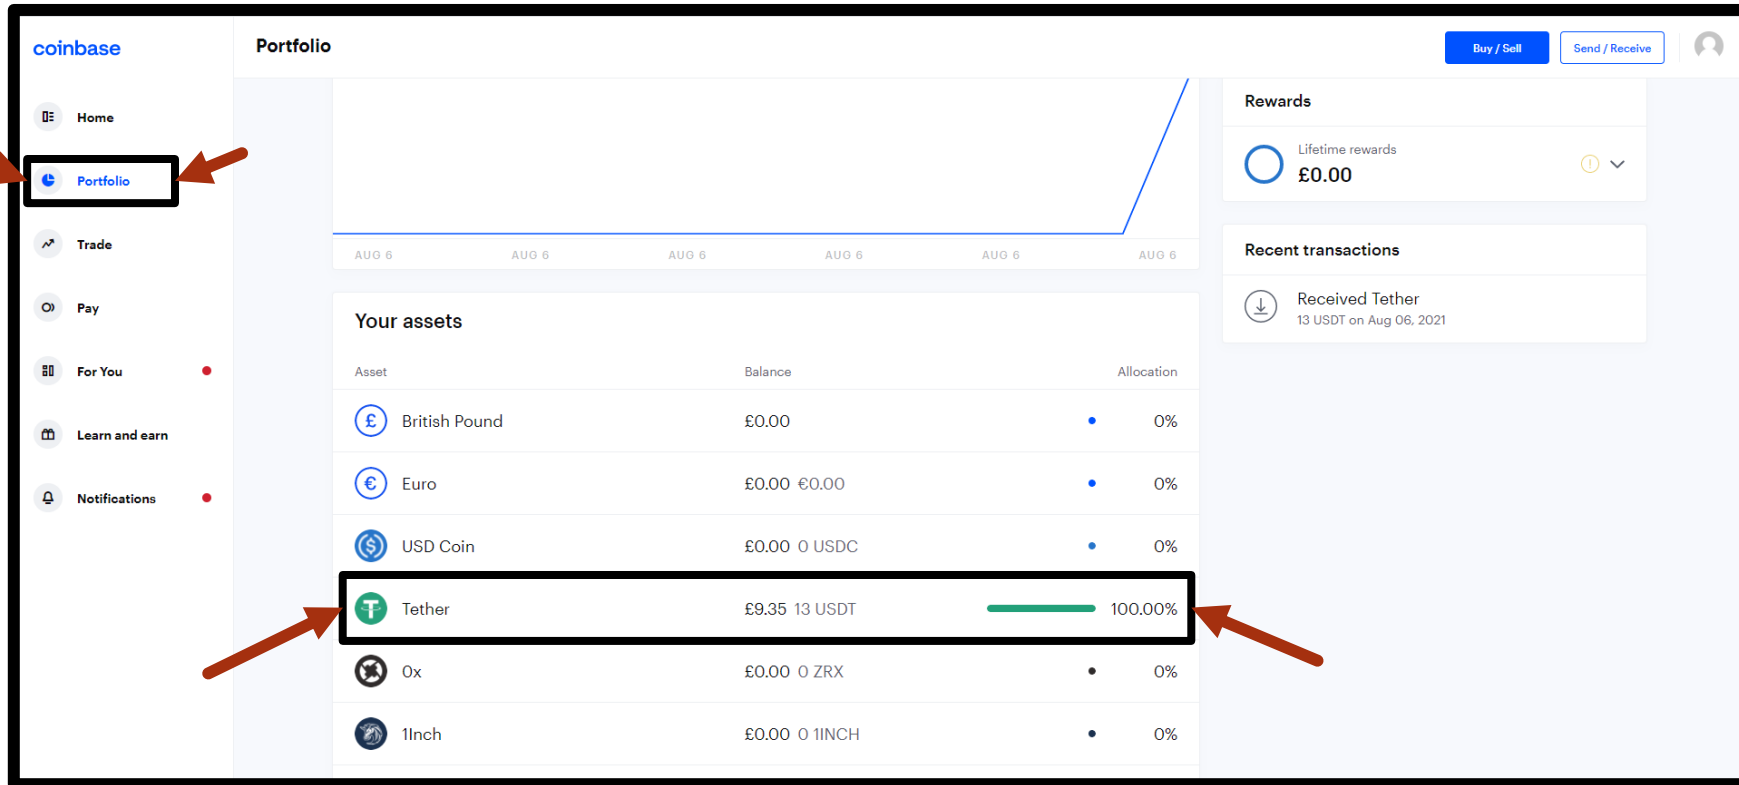 coinbase
Portfolio
Buy / Sell
Send / Receive
Home
Portfolio
Trade
Pay
For You
Learn and earn
Notifications
AUG 6 AUG 6 AUG 6 AUG 6 AUG 6 AUG 6
Your assets
Asset Balance Allocation
British Pound £0.00 0%
Euro £0.00 €0.00 0%
USD Coin £0.00 0 USDC 0%
Tether £9.35 13 USDT 100.00%
0x £0.00 0 ZRX 0%
1Inch £0.00 0 1INCH 0%
Rewards
Lifetime rewards
£0.00
Recent transactions
Received Tether
13 USDT on Aug 06, 2021